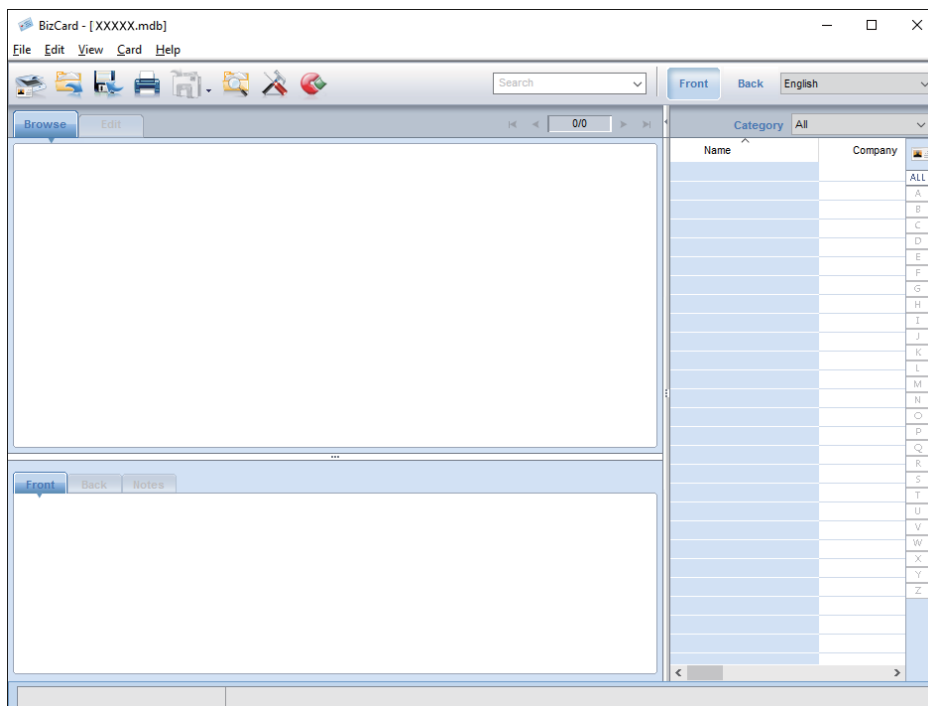 BizCard - [XXXXX.mdb]
File Edit View Card Help
Search Front Back English
Browse Edit 0/0 Category All
Name Company
ALL
A
B
C
D
E
F
G
H
I
J
K
L
M
N
O
P
Q
R
S
T
U
V
W
X
Y
Z
Front Back Notes